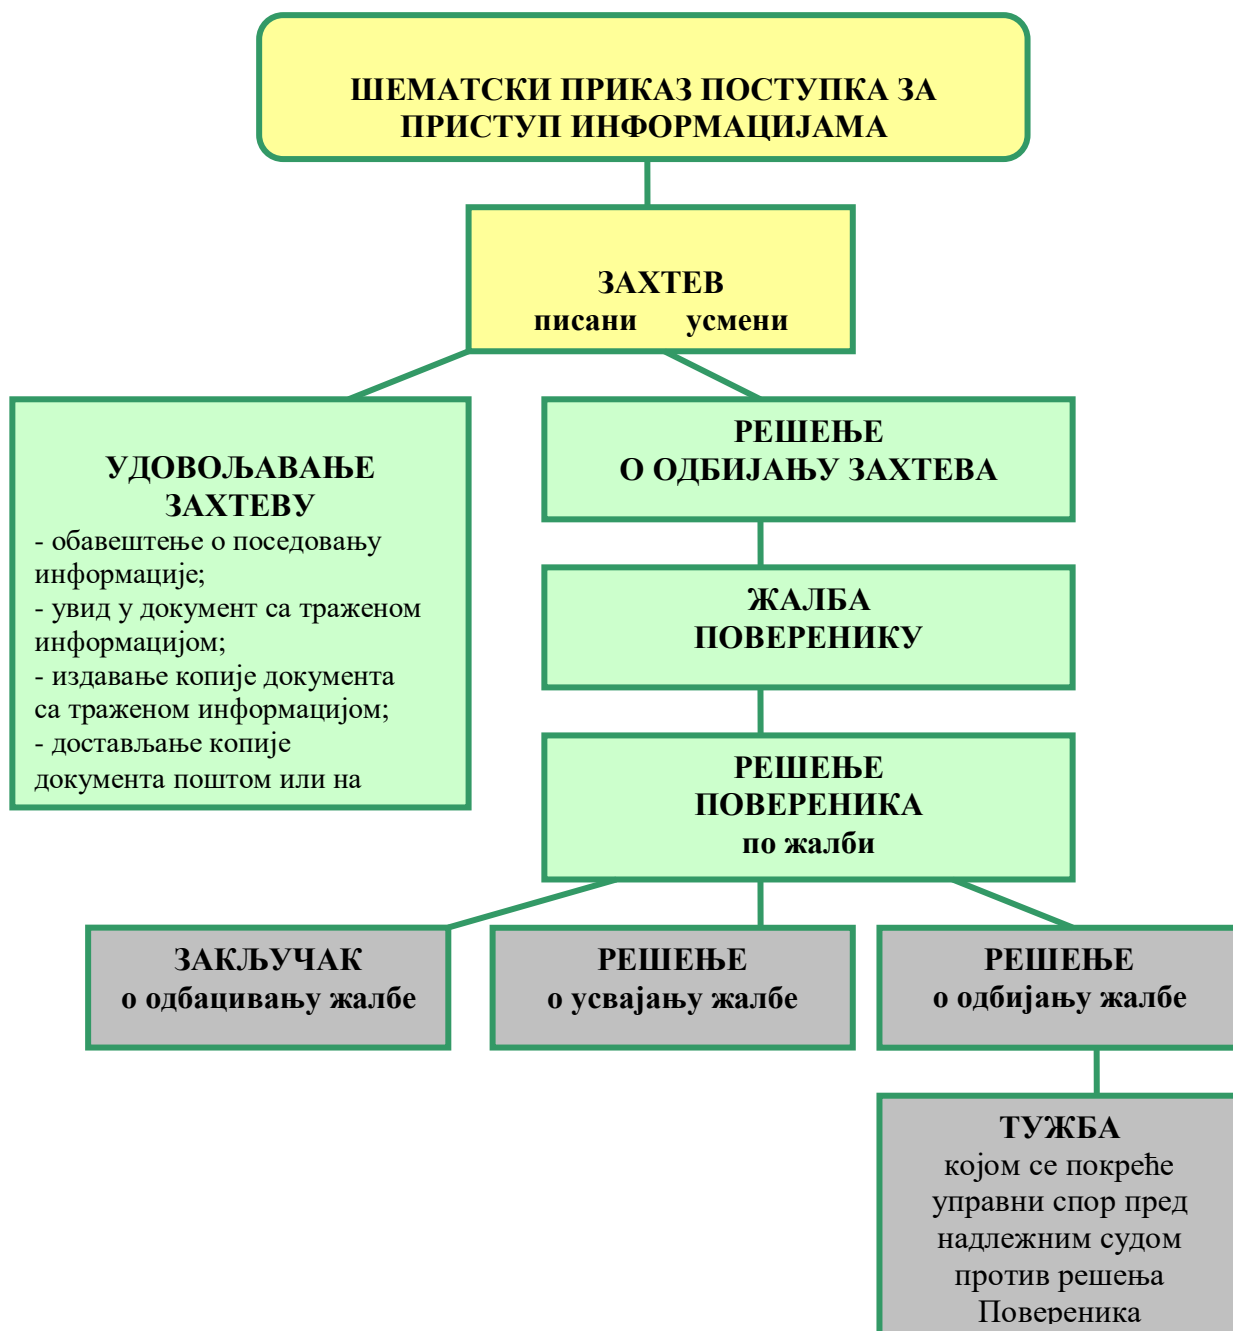 ШЕМАТСКИ ПРИКАЗ ПОСТУПКА ЗА
ПРИСТУП ИНФОРМАЦИЈАМА
ЗАХТЕВ
писани усмени
УДОВОЉАВАЊЕ
ЗАХТЕВУ
- обавештење о поседовању
информације;
- увид у документ са траженом
информацијом;
- издавање копије документа
са траженом информацијом;
- достављање копије
документа поштом или на
РЕШЕЊЕ
О ОДБИЈАЊУ ЗАХТЕВА
ЖАЛБА
ПОВЕРЕНИКУ
РЕШЕЊЕ
ПОВЕРЕНИКА
по жалби
ЗАКЉУЧАК
о одбацивању жалбе
РЕШЕЊЕ
о усвајању жалбе
РЕШЕЊЕ
о одбијању жалбе
ТУЖБА
којом се покреће
управни спор пред
надлежним судом
против решења
Повереника